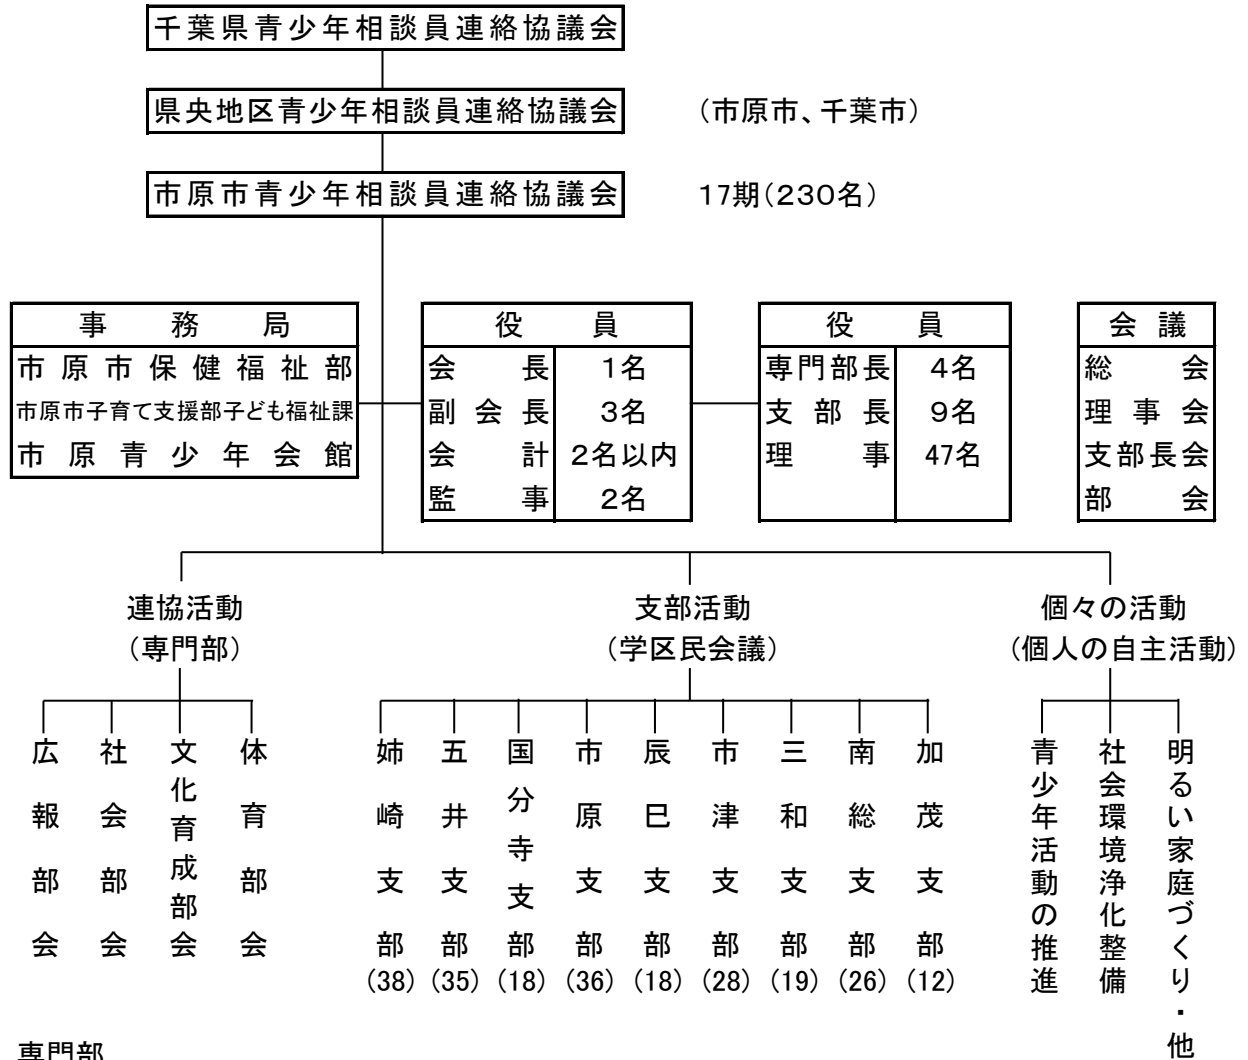 千葉県青少年相談員連絡協議会
県央地区青少年相談員連絡協議会
（市原市、千葉市）
市原市青少年相談員連絡協議会
17期（230名）
事務局
市原市保健福祉部
市原市子育て支援部子ども福祉課
市原青少年会館
役員
会長 1名
副会長 3名
会計 2名以内
監事 2名
役員
専門部長 4名
支部長 9名
理事 47名
会議
総会
理事会
支部長会
部会
連協活動
（専門部）
支部活動
（学区民会議）
個々の活動
（個人の自主活動）
広報部会
社会部会
文化育成部会
体育部会
姉崎支部
(38)
五井支部
(35)
国分寺支部
(18)
市原支部
(36)
辰巳支部
(18)
市津支部
(28)
三和支部
(19)
南総支部
(26)
加茂支部
(12)
青少年活動の推進
社会環境浄化整備
明るい家庭づくり・他
専門部